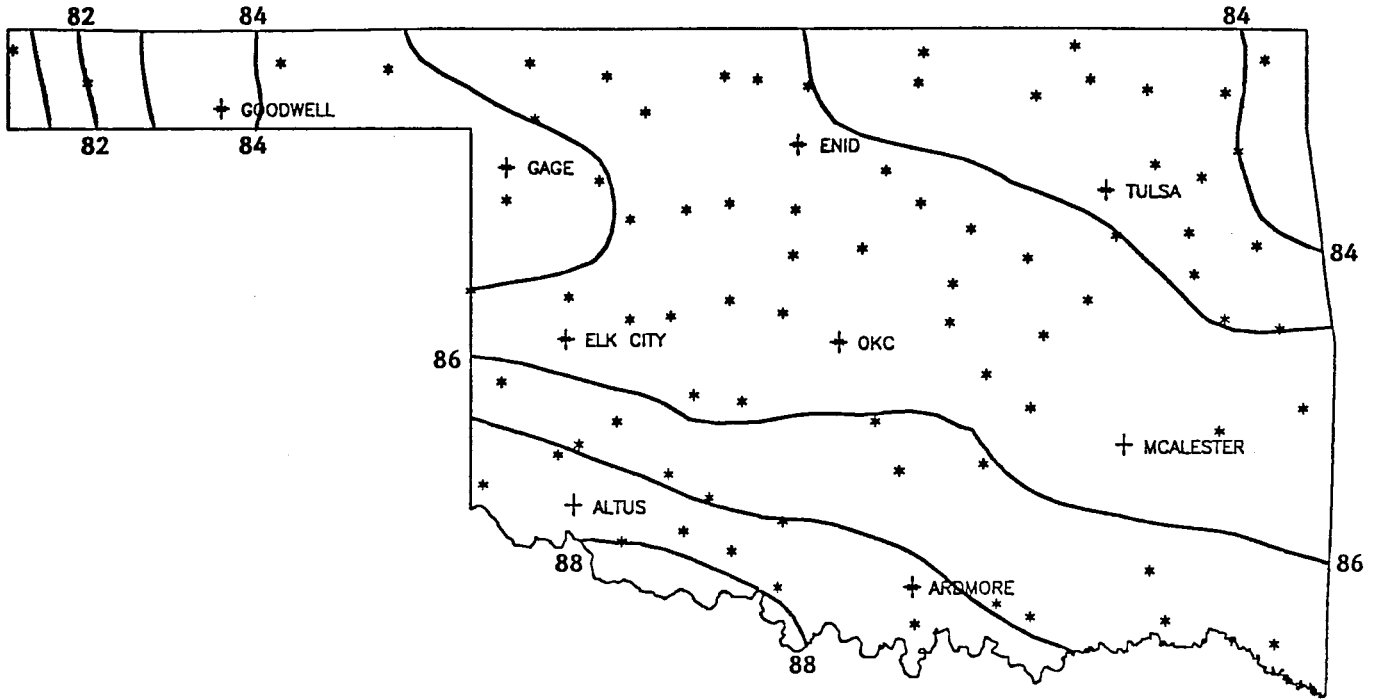 82
84
84
GOODWELL
82
84
ENID
GAGE
TULSA
84
ELK CITY
OKC
86
MCALESTER
ALTUS
88
86
ARDMORE
88